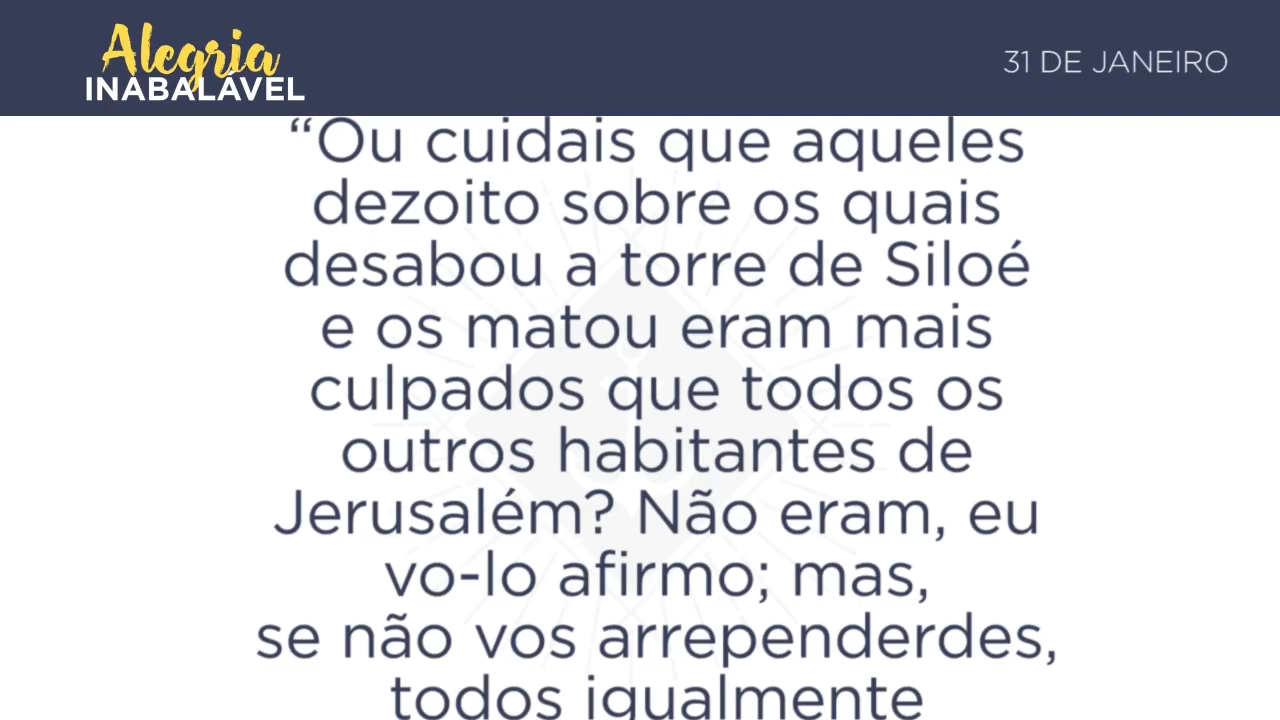 Alegria
INABALÁVEL
31 DE JANEIRO
“Ou cuidais que aqueles
dezoito sobre os quais
desabou a torre de Siloé
e os matou eram mais
culpados que todos os
outros habitantes de
Jerusalém? Não eram, eu
vo-lo afirmo; mas,
se não vos arrependerdes,
todos igualmente